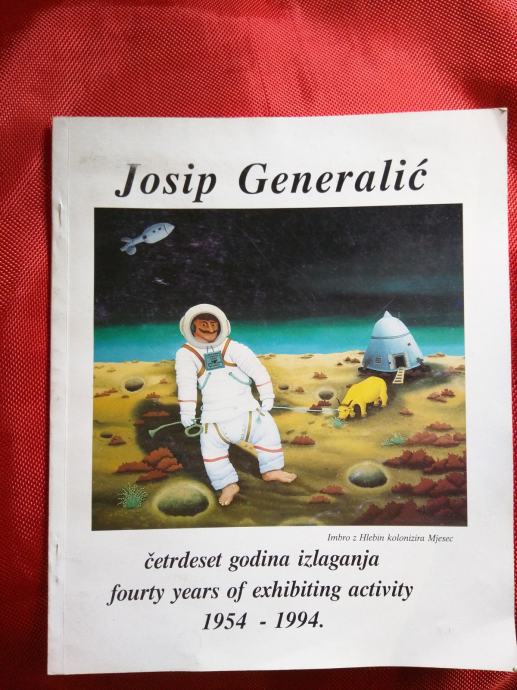 Josip Generalić
Imbro z Hlebin kolonizira Mjesec
četrdeset godina izlaganja
fourty years of exhibiting activity
1954 - 1994.